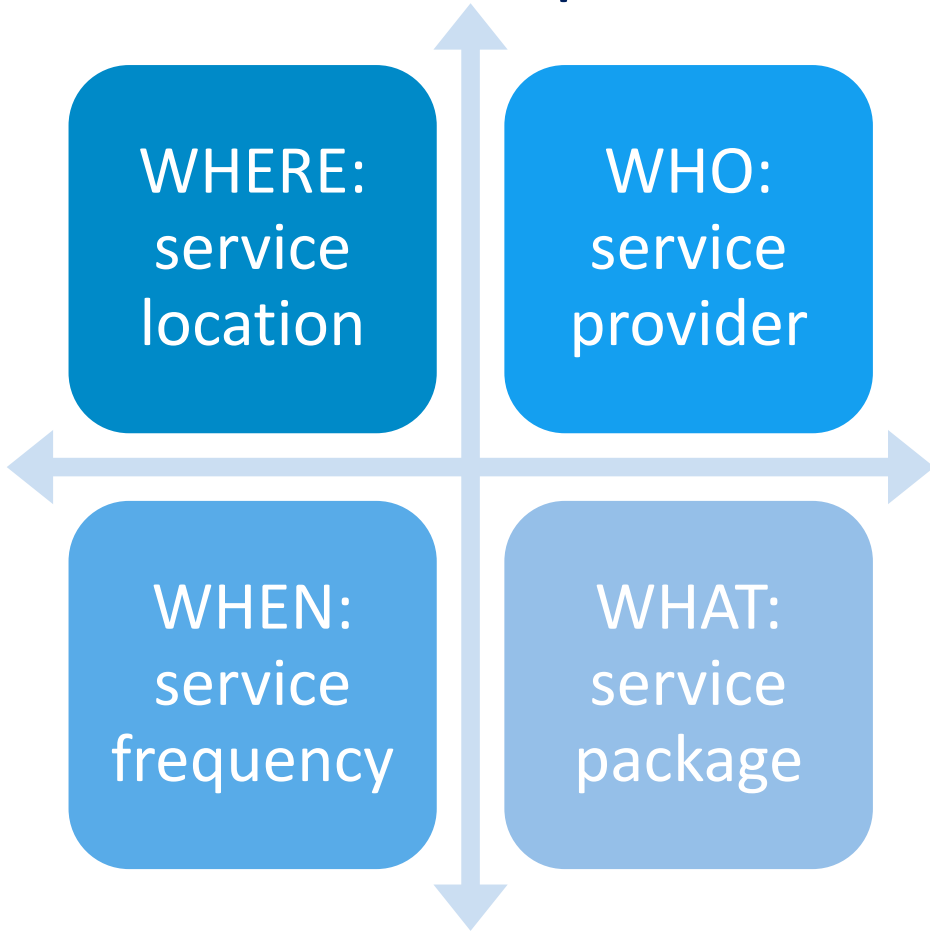 WHERE:
service
location
WHO:
service
provider
WHEN:
service
frequency
WHAT:
service
package